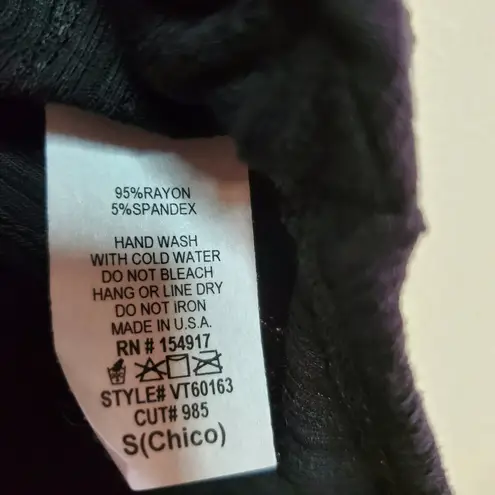 95%RAYON
5%SPANDEX
HAND WASH
WITH COLD WATER
DO NOT BLEACH
HANG OR LINE DRY
DO NOT IRON
MADE IN U.S.A.
RN # 154917
STYLE# VT60163
CUT# 985
S(Chico)